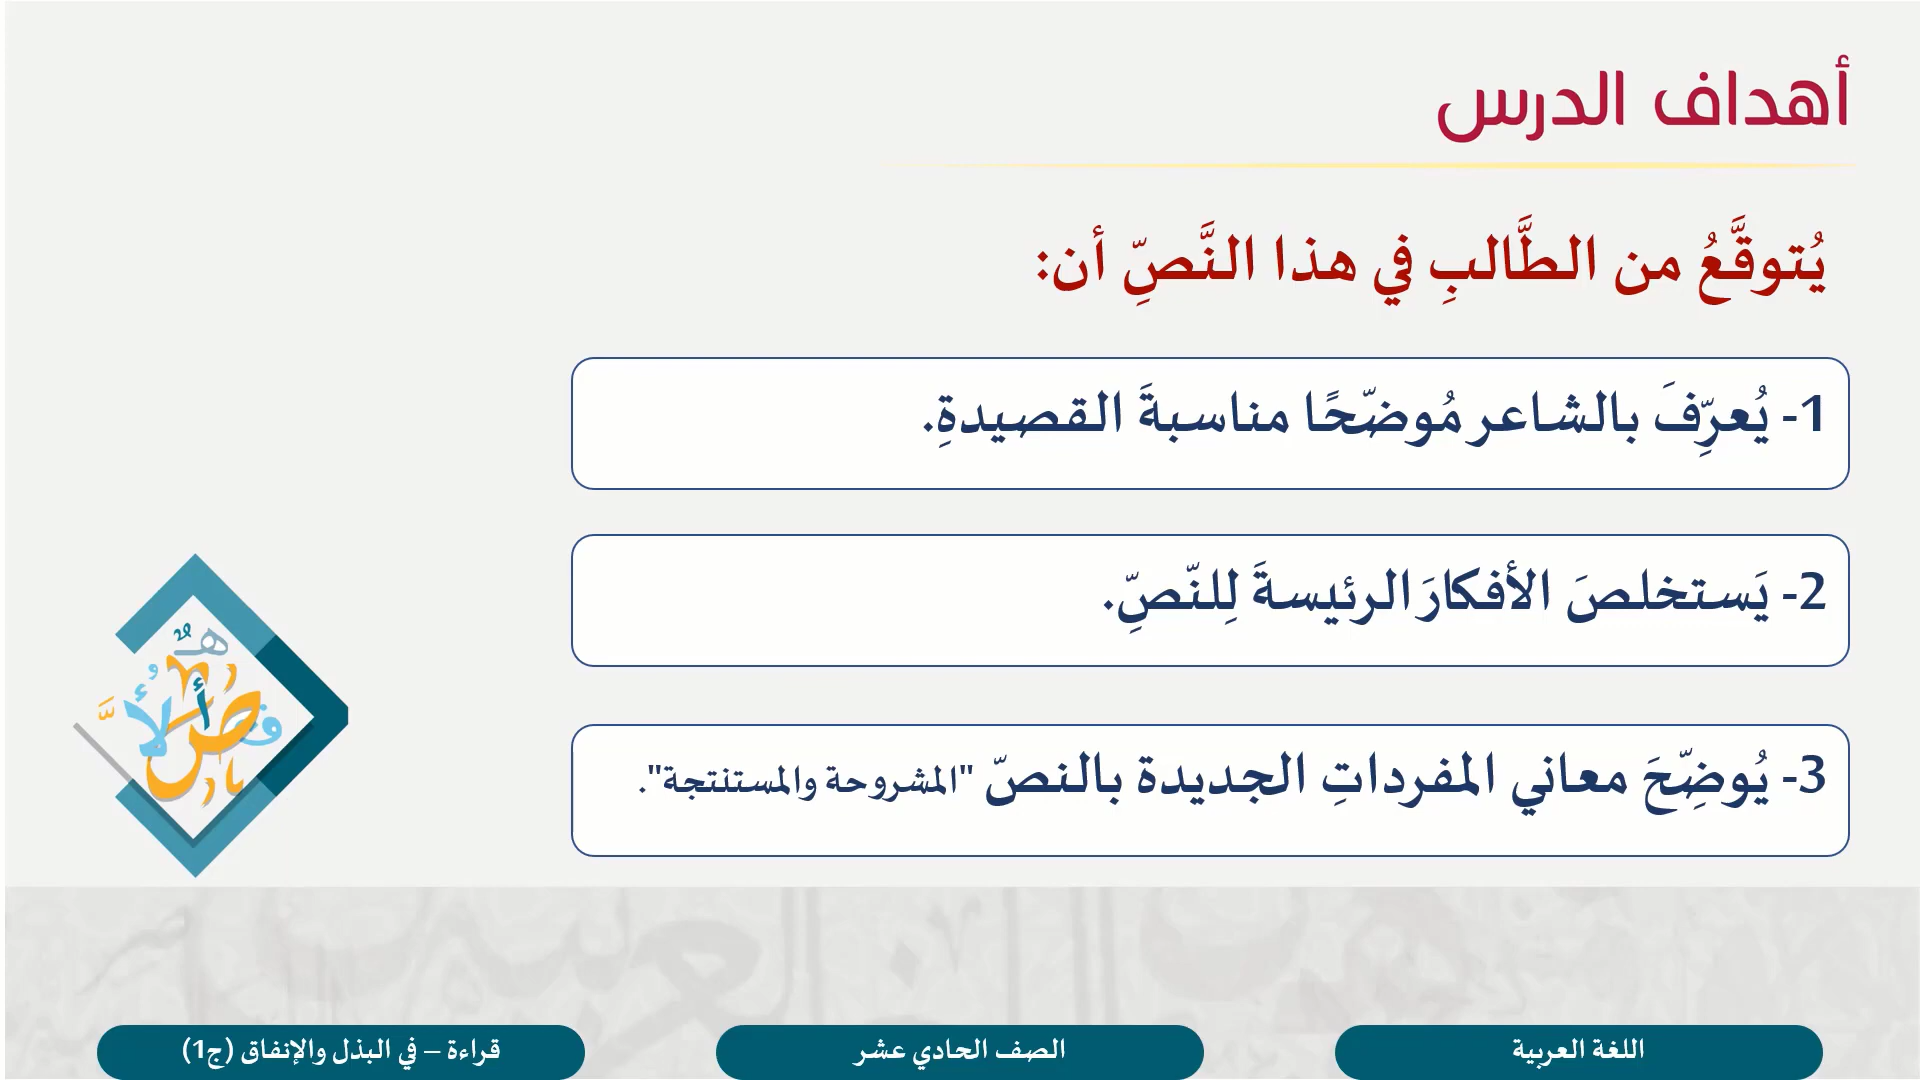 أهداف الدرس
يُتوقَّعُ من الطَّالبِ في هذا النَّصِّ أن:
1- يُعرِّفَ بالشاعر مُوضّحًا مناسبةَ القصيدةِ.
2- يَستخلصَ الأفكارَ الرئيسةَ لِلنّصِّ.
3- يُوضِّحَ معاني المفرداتِ الجديدة بالنصّ "المشروحة والمستنتجة".
اللغة العربية
الصف الحادي عشر
قراءة – في البذل والإنفاق (ج1)